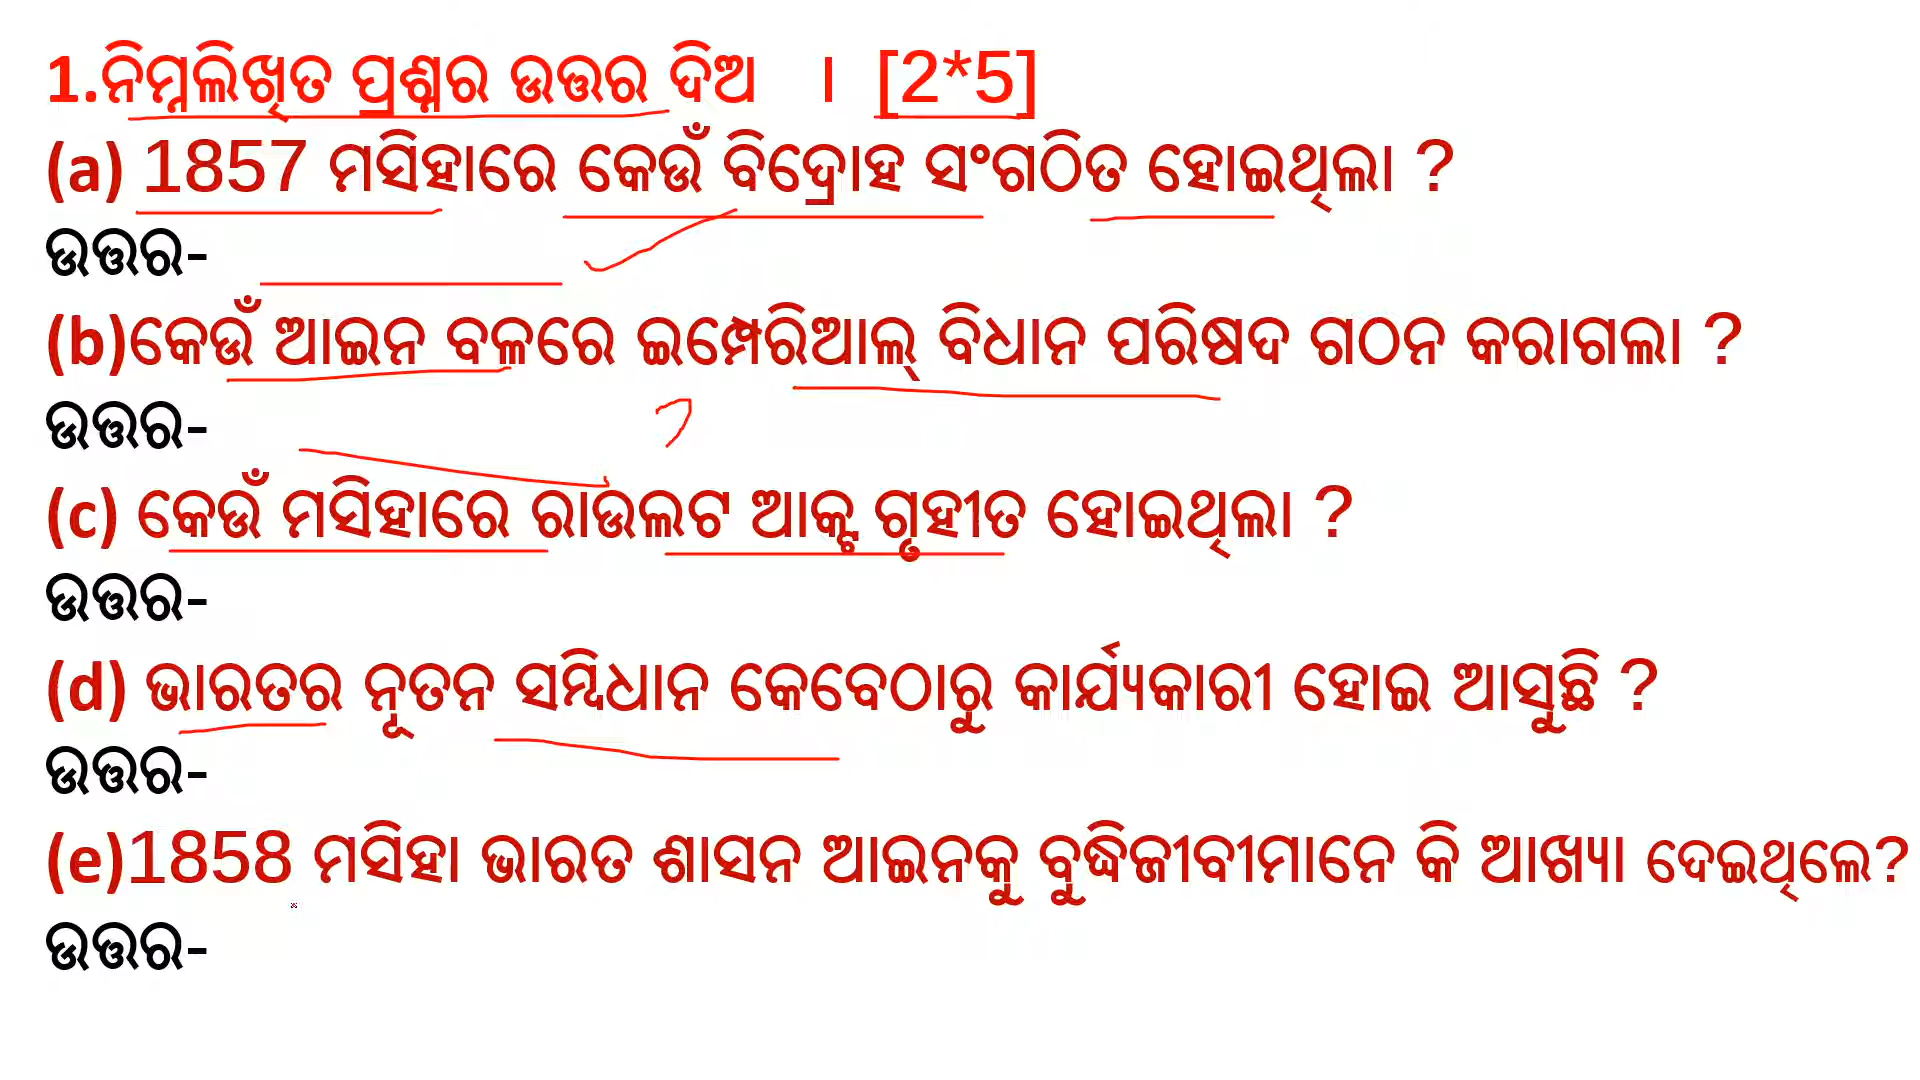 1.ନିମ୍ନଲିଖିତ ପ୍ରଶ୍ନର ଉତ୍ତର ଦିଅ । [2*5]
(a) 1857 ମସିହାରେ କେଉଁ ବିଦ୍ରୋହ ସଂଗଠିତ ହୋଇଥିଲା ?
ଉତ୍ତର-
(b)କେଉଁ ଆଇନ ବଳରେ ଇମ୍ପେରିଆଲ୍ ବିଧାନ ପରିଷଦ ଗଠନ କରାଗଲା ?
ଉତ୍ତର-
(c) କେଉଁ ମସିହାରେ ରାଉଲଟ ଆକ୍ଟ ଗୃହୀତ ହୋଇଥିଲା ?
ଉତ୍ତର-
(d) ଭାରତର ନୂତନ ସମ୍ବିଧାନ କେବେଠାରୁ କାର୍ଯ୍ୟକାରୀ ହୋଇ ଆସୁଛି ?
ଉତ୍ତର-
(e)1858 ମସିହା ଭାରତ ଶାସନ ଆଇନକୁ ବୁଦ୍ଧିଜୀବୀମାନେ କି ଆଖ୍ୟା ଦେଇଥିଲେ?
ଉତ୍ତର-